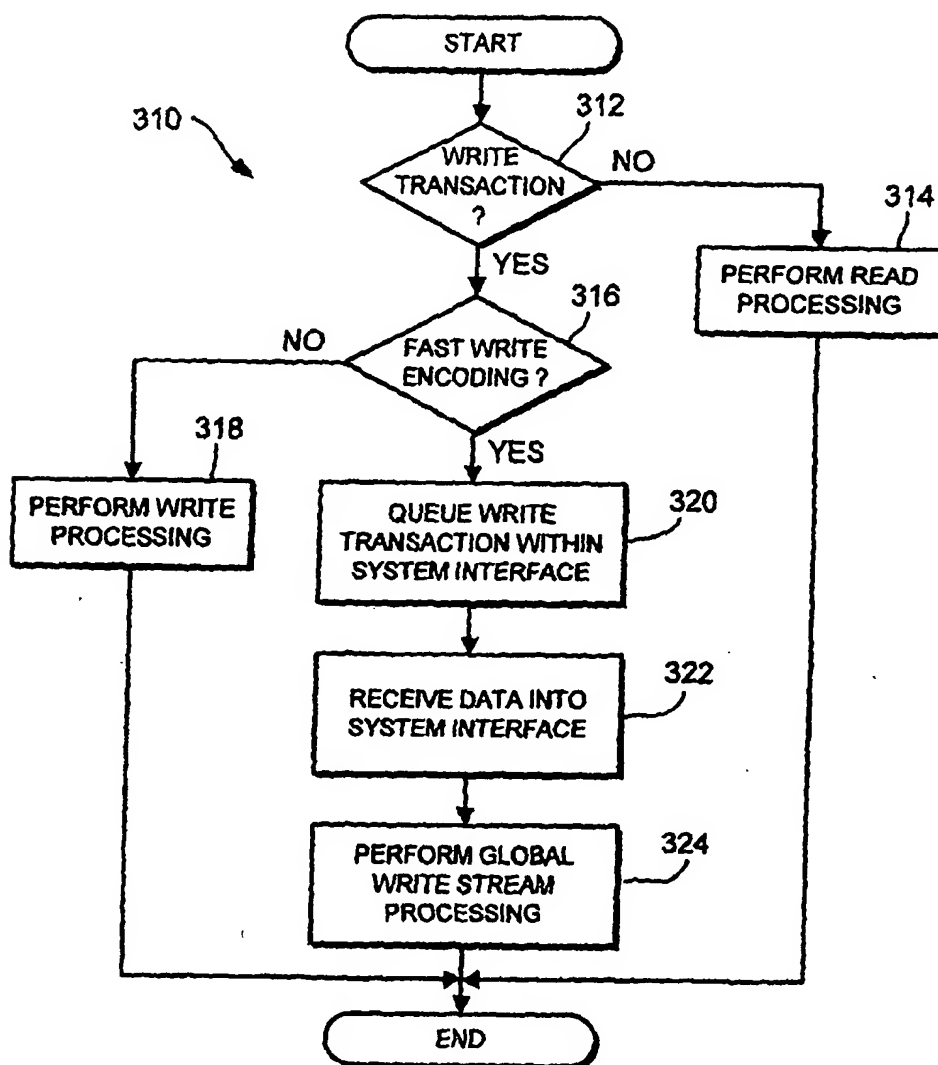 START
310
312
WRITE
TRANSACTION
?
NO
314
YES
PERFORM READ
PROCESSING
316
NO
FAST WRITE
ENCODING ?
318
YES
PERFORM WRITE
PROCESSING
QUEUE WRITE
TRANSACTION WITHIN
SYSTEM INTERFACE
320
RECEIVE DATA INTO
SYSTEM INTERFACE
322
PERFORM GLOBAL
WRITE STREAM
PROCESSING
324
END